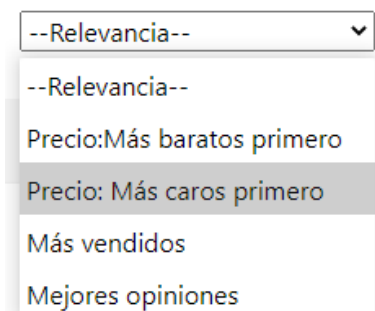 --Relevancia--
--Relevancia--
Precio:Más baratos primero
Precio: Más caros primero
Más vendidos
Mejores opiniones